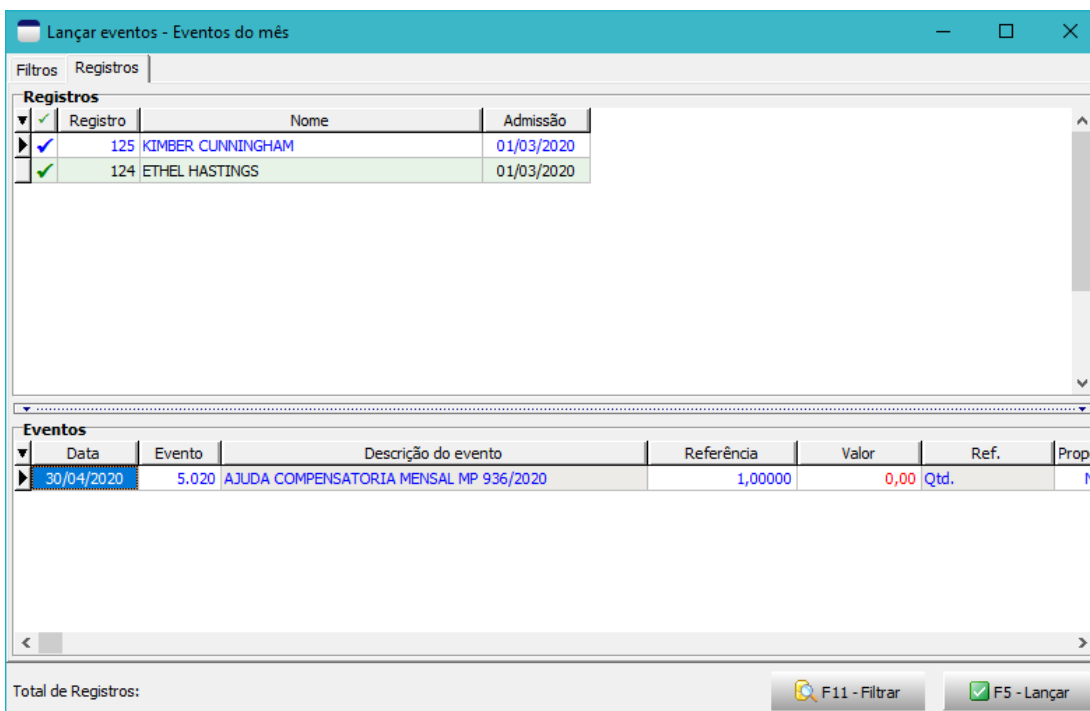 Lançar eventos - Eventos do mês
Filtros Registros
Registros
Registro Nome Admissão
125 KIMBER CUNNINGHAM 01/03/2020
124 ETHEL HASTINGS 01/03/2020
Eventos
Data Evento Descrição do evento Referência Valor Ref. Prop
30/04/2020 5.020 AJUDA COMPENSATORIA MENSAL MP 936/2020 1,00000 0,00 Qtd. N
Total de Registros: F11 - Filtrar F5 - Lançar